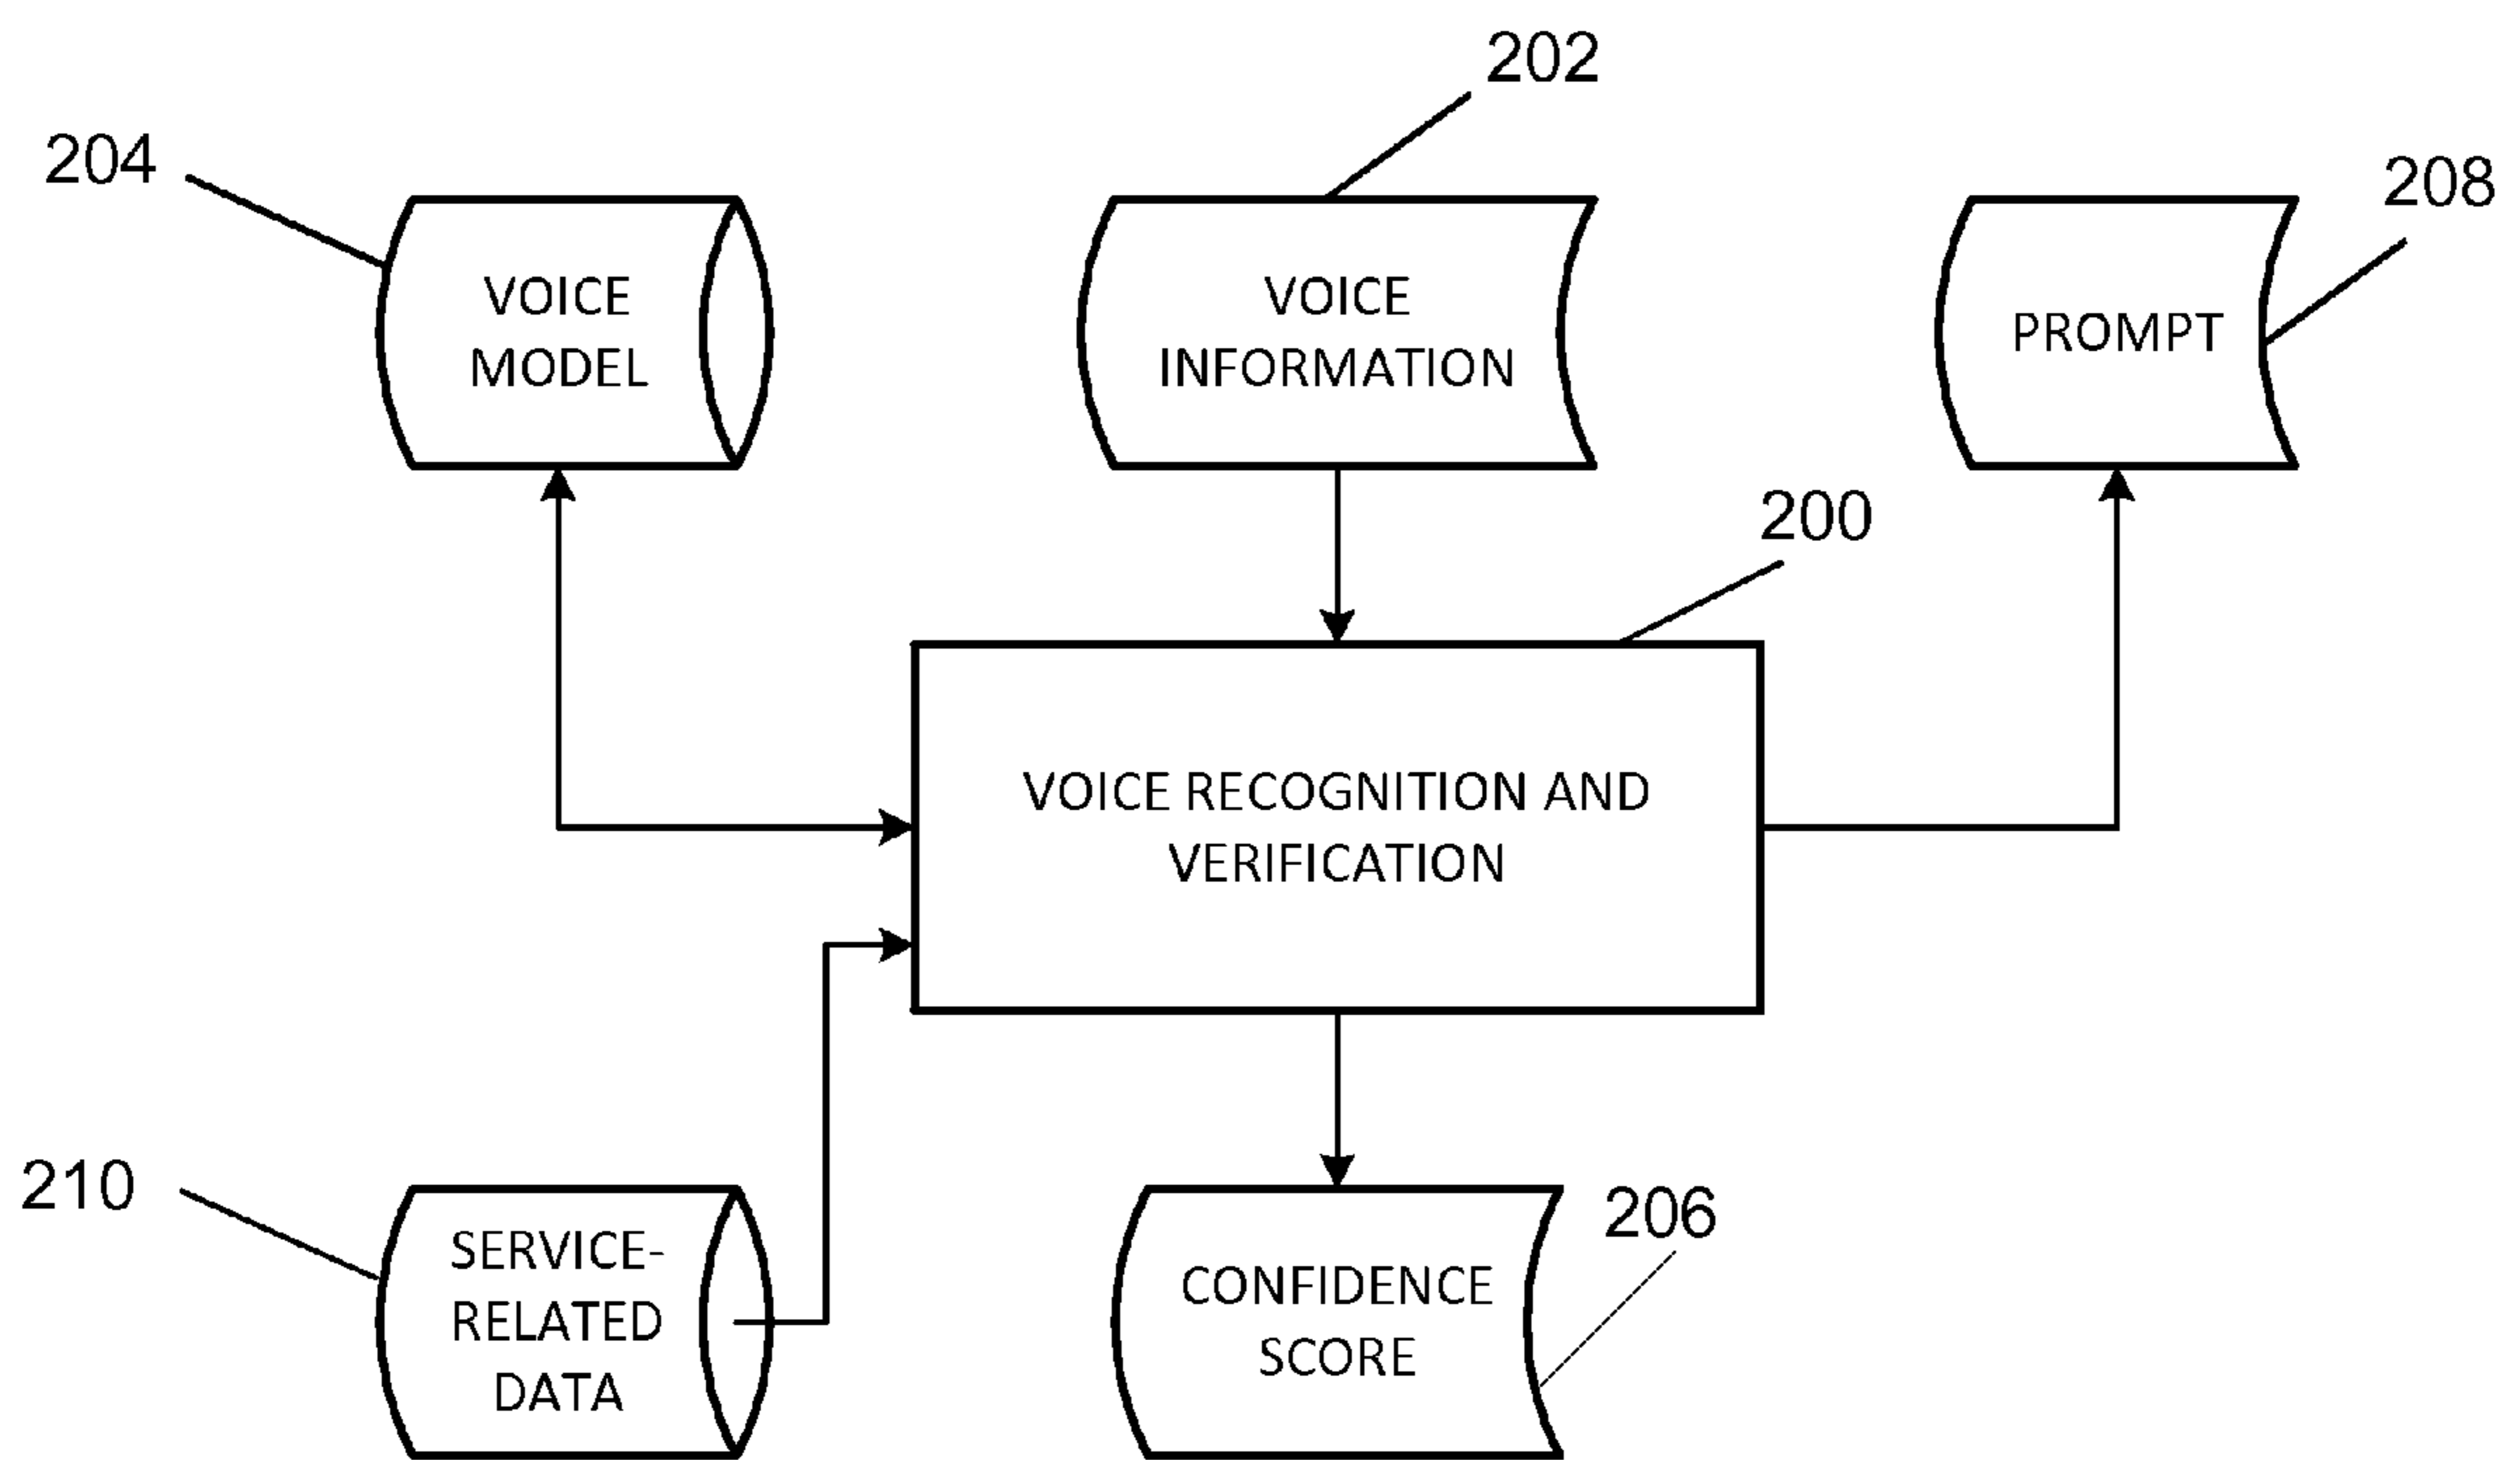 202
204
208
VOICE
MODEL
VOICE
INFORMATION
PROMPT
200
VOICE RECOGNITION AND
VERIFICATION
210
SERVICE-
RELATED
DATA
CONFIDENCE
SCORE
206